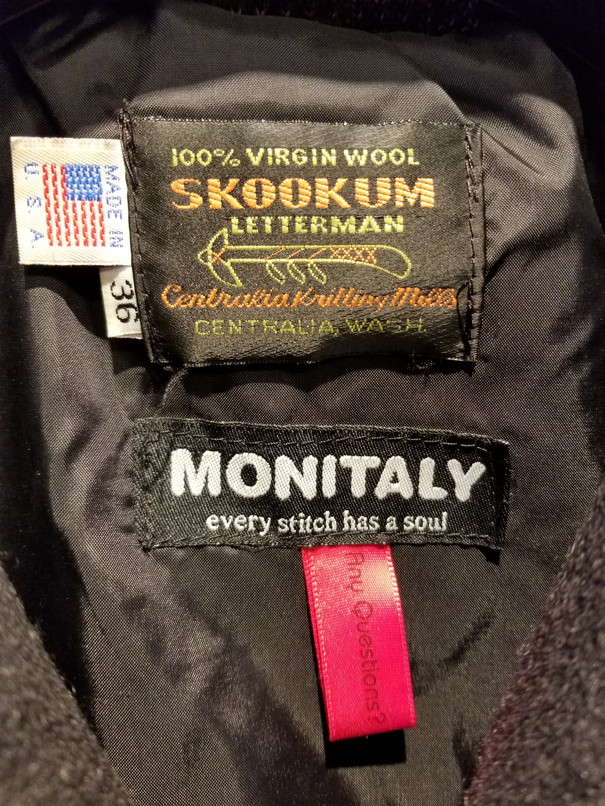 100% VIRGIN WOOL
SKOOKUM
LETTERMAN
Centralia Knitting Mills
CENTRALIA, WASH.
MADE IN
U.S.A.
36
MONITALY
every stitch has a soul
Any Questions?